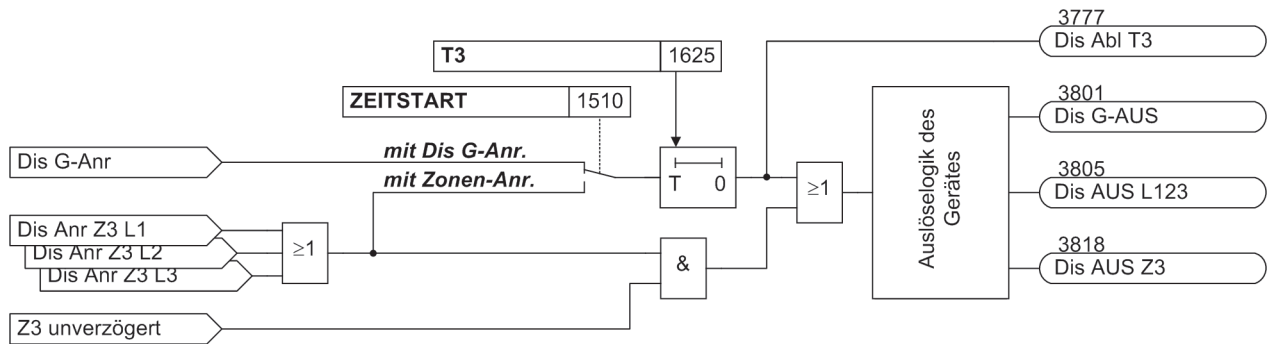 3777
Dis Abl T3
T3 1625
ZEITSTART 1510
3801
Dis G-AUS
Dis G-Anr
mit Dis G-Anr.
mit Zonen-Anr.
T 0
≥1
Auslöselogik des
Gerätes
3805
Dis AUS L123
Dis Anr Z3 L1
Dis Anr Z3 L2
Dis Anr Z3 L3
≥1
&
3818
Dis AUS Z3
Z3 unverzögert